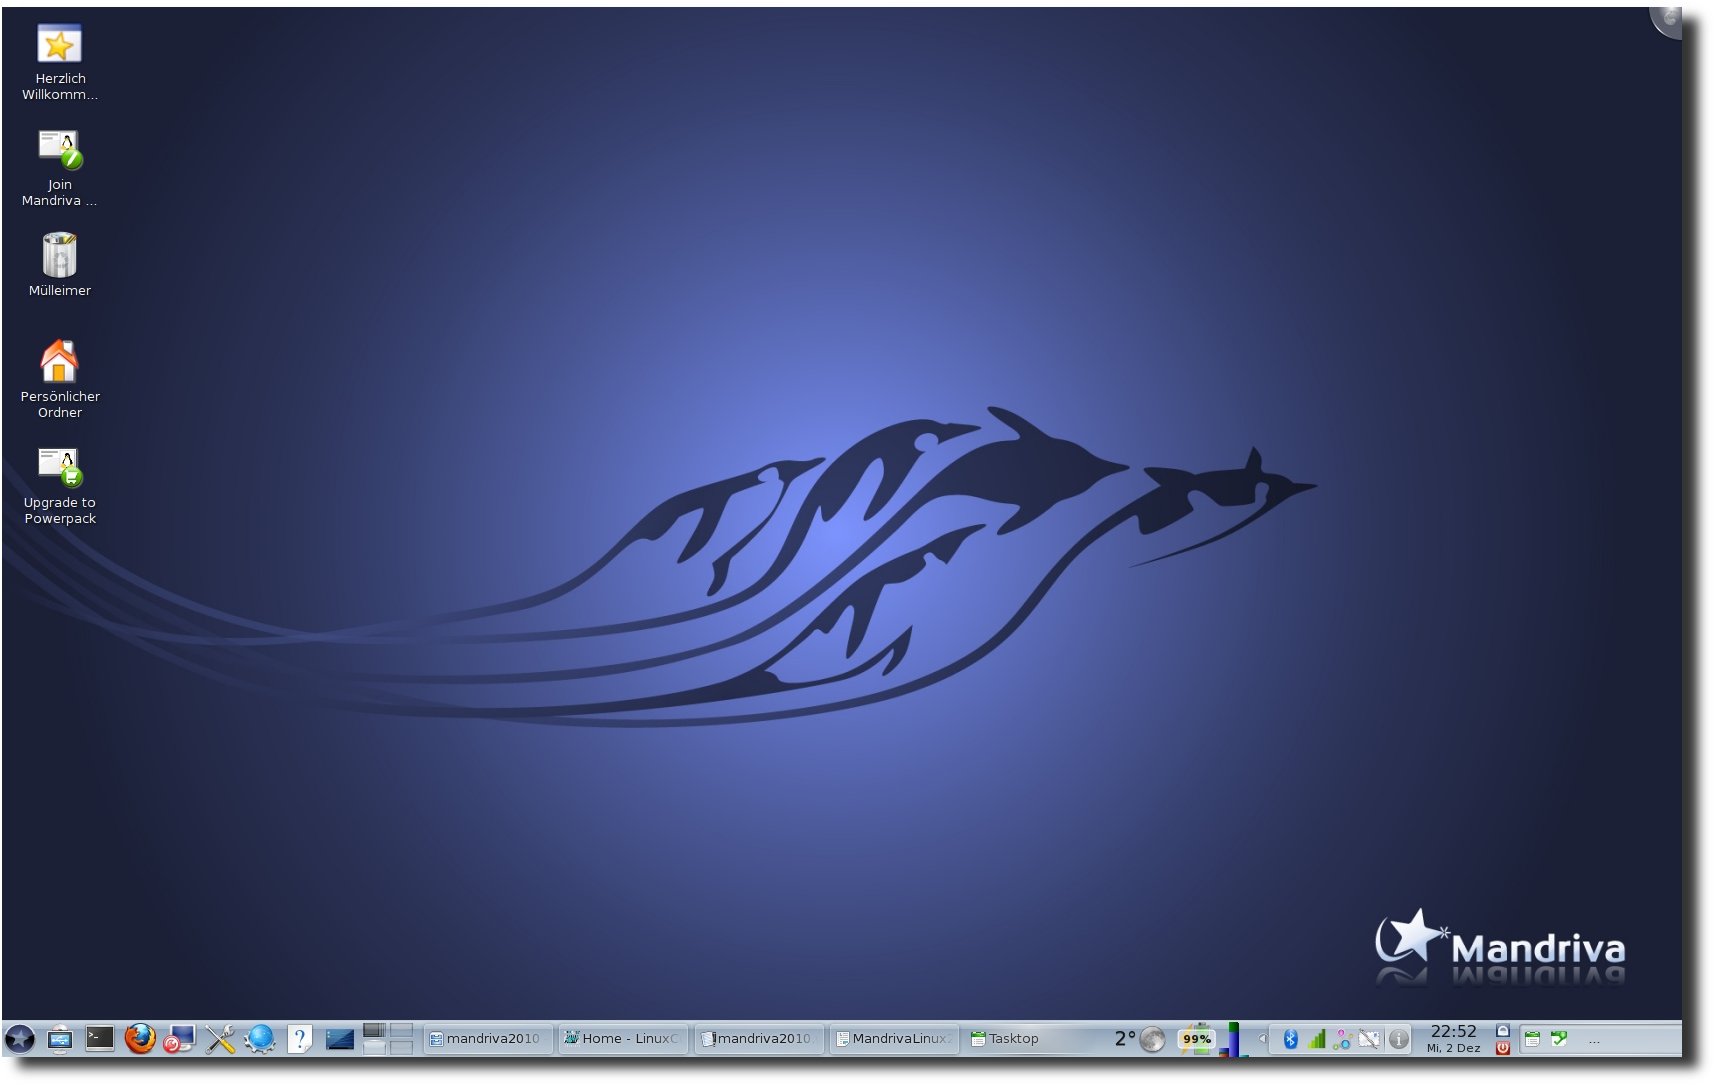 Herzlich
Willkomm...
Join
Mandriva ...
Mülleimer
Persönlicher
Ordner
Upgrade to
Powerpack
Mandriva
mandriva2010
Home - LinuxC
mandriva2010.
MandrivaLinux
Tasktop
2°
99%
22:52
Mi, 2 Dez
...